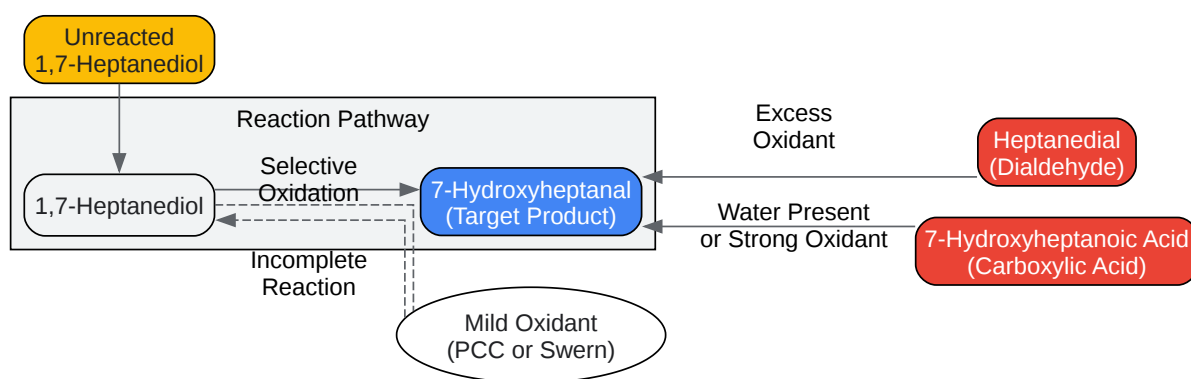 Unreacted
1,7-Heptanediol
Reaction Pathway
Excess
Oxidant
Heptanedial
(Dialdehyde)
Selective
Oxidation
1,7-Heptanediol
7-Hydroxyheptanal
(Target Product)
Water Present
or Strong Oxidant
7-Hydroxyheptanoic Acid
(Carboxylic Acid)
Incomplete
Reaction
Mild Oxidant
(PCC or Swern)